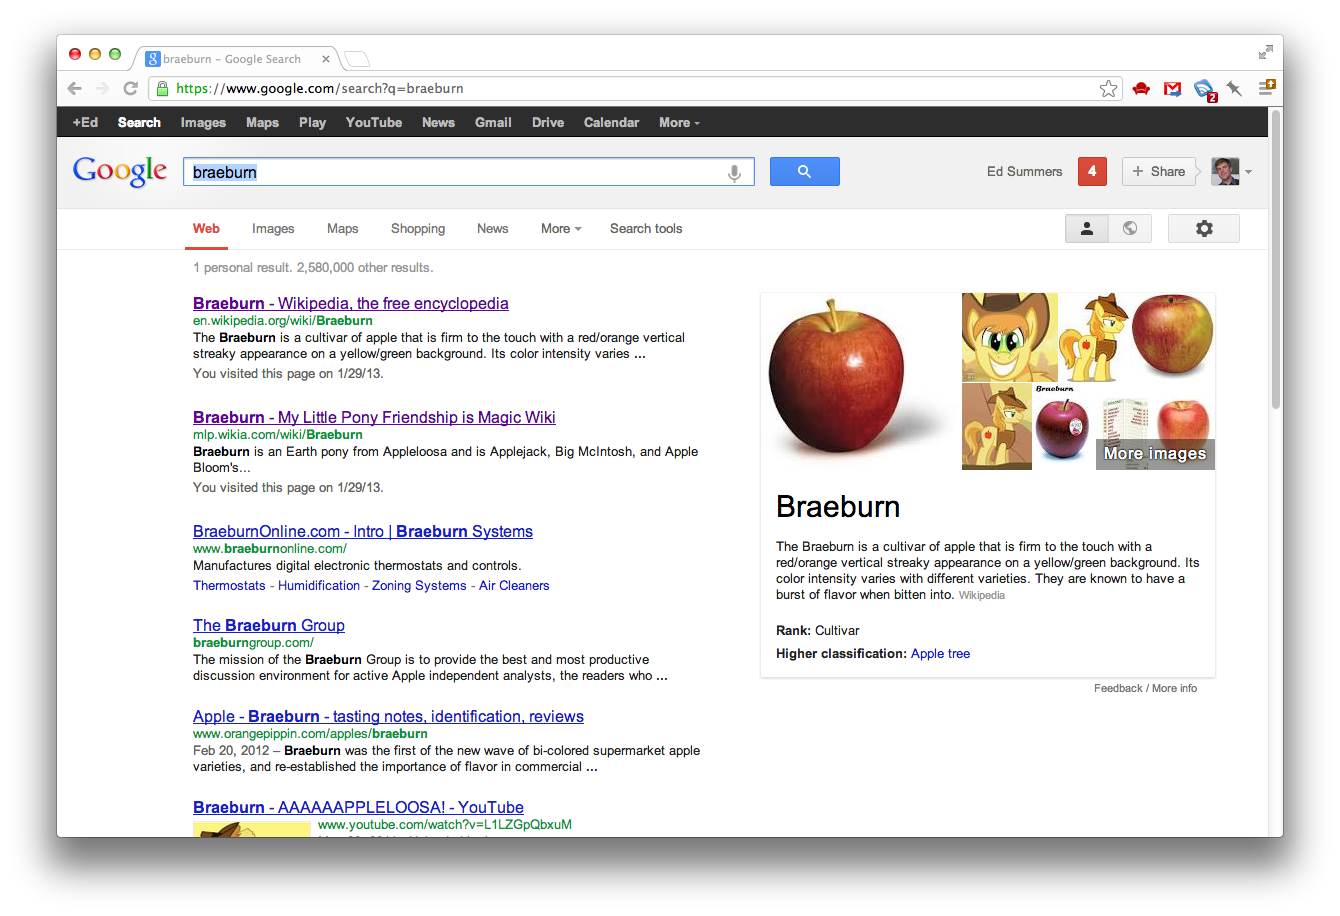 braeburn - Google Search
https://www.google.com/search?q=braeburn
2
+Ed Search Images Maps Play YouTube News Gmail Drive Calendar More
Google braeburn Ed Summers 4 + Share
Web Images Maps Shopping News More Search tools
1 personal result. 2,580,000 other results.
Braeburn - Wikipedia, the free encyclopedia
en.wikipedia.org/wiki/Braeburn
The Braeburn is a cultivar of apple that is firm to the touch with a red/orange vertical
streaky appearance on a yellow/green background. Its color intensity varies ...
You visited this page on 1/29/13.
Braeburn - My Little Pony Friendship is Magic Wiki
mlp.wikia.com/wiki/Braeburn
Braeburn is an Earth pony from Appleloosa and is Applejack, Big McIntosh, and Apple
Bloom's...
You visited this page on 1/29/13.
BraeburnOnline.com - Intro | Braeburn Systems
www.braeburnonline.com/
Manufactures digital electronic thermostats and controls.
Thermostats - Humidification - Zoning Systems - Air Cleaners
The Braeburn Group
braeburngroup.com/
The mission of the Braeburn Group is to provide the best and most productive
discussion environment for active Apple independent analysts, the readers who ...
Apple - Braeburn - tasting notes, identification, reviews
www.orangepippin.com/apples/braeburn
Feb 20, 2012 – Braeburn was the first of the new wave of bi-colored supermarket apple
varieties, and re-established the importance of flavor in commercial ...
Braeburn - AAAAAAPPLELOOSA! - YouTube
www.youtube.com/watch?v=L1LZGpQbxuM
Braeburn
More images
Braeburn
The Braeburn is a cultivar of apple that is firm to the touch with a
red/orange vertical streaky appearance on a yellow/green background. Its
color intensity varies with different varieties. They are known to have a
burst of flavor when bitten into. Wikipedia
Rank: Cultivar
Higher classification: Apple tree
Feedback / More info